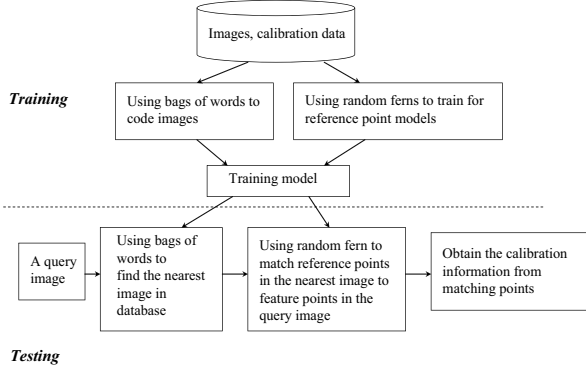 Images, calibration data
Training
Using bags of words to
code images
Using random ferns to train for
reference point models
Training model
A query
image
Using bags of
words to
find the nearest
image in
database
Using random fern to
match reference points
in the nearest image to
feature points in the
query image
Obtain the calibration
information from
matching points
Testing